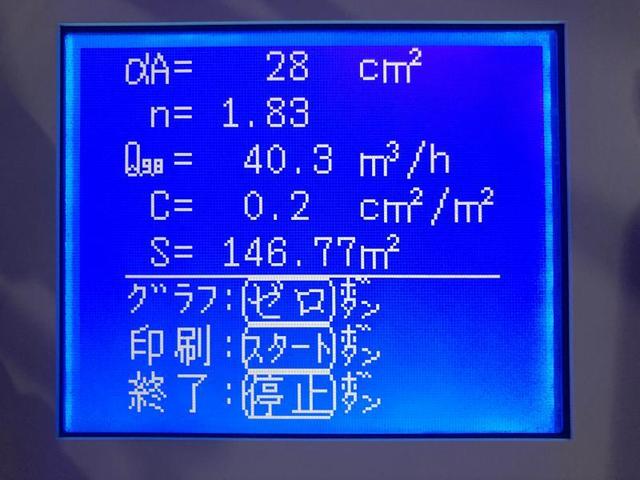 αA= 28 cm²
n= 1.83
Q9.8= 40.3 m³/h
C= 0.2 cm²/m²
S= 146.77m²
グラフ:ゼロボタン
印刷:スタートボタン
終了:停止ボタン